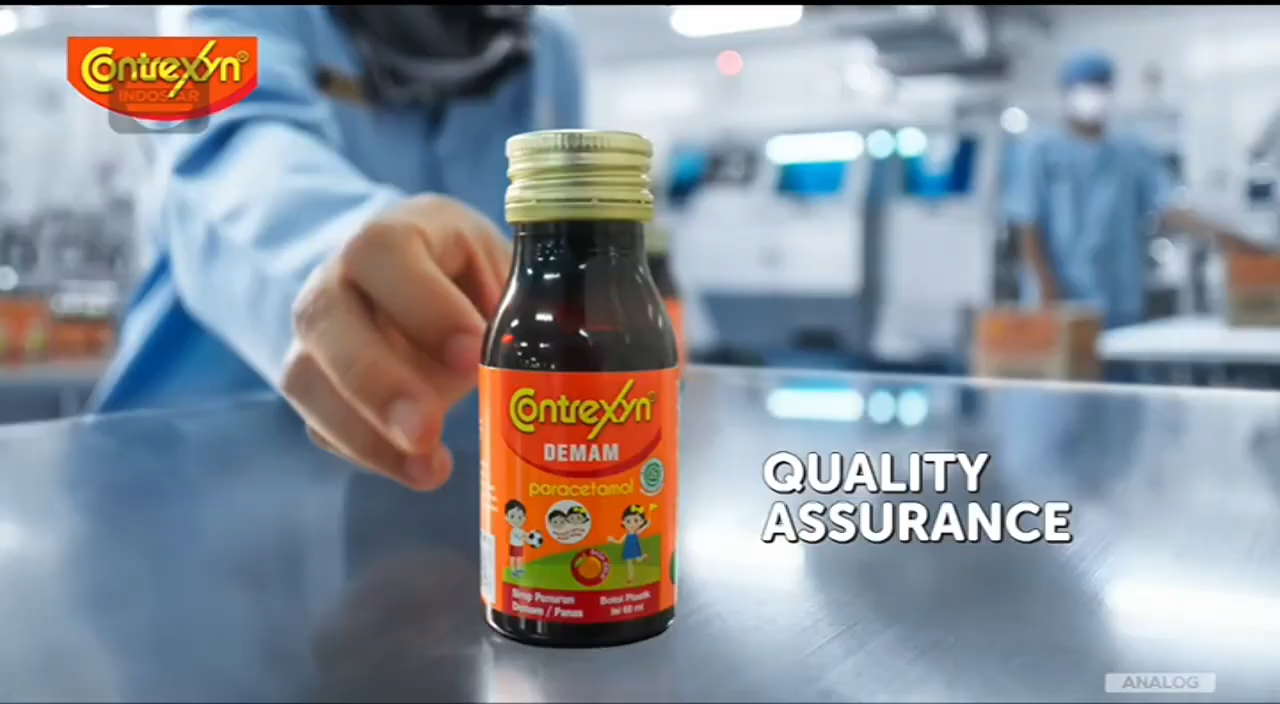 Contrexyn®
INDOSIAR
Contrexyn®
DEMAM
paracetamol
Sirup Penurun
Demam / Panas
Botol Plastik
Isi 60 ml
QUALITY
ASSURANCE
ANALOG